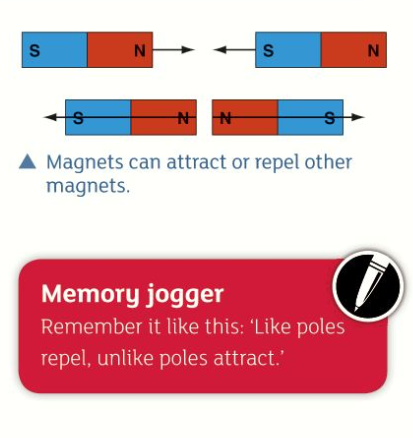 S N S N
S N N S
Magnets can attract or repel other
magnets.
Memory jogger
Remember it like this: ‘Like poles
repel, unlike poles attract.’